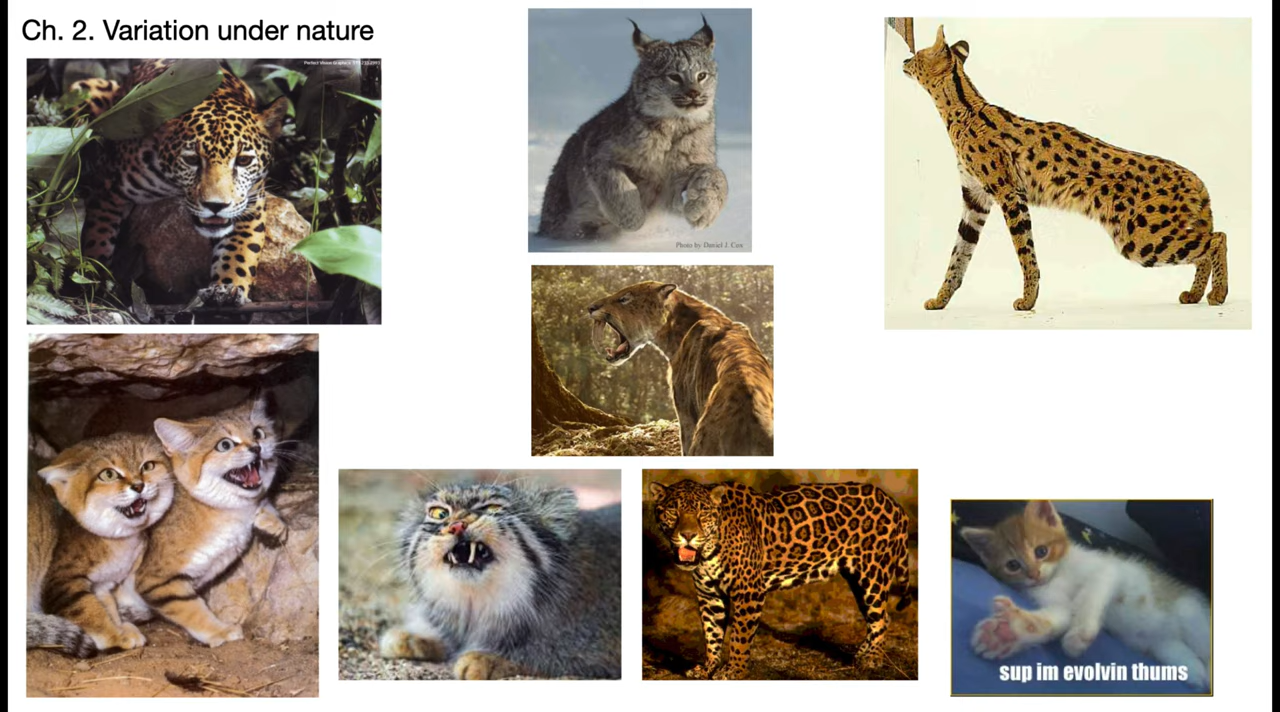 Ch. 2. Variation under nature
Photo by Daniel J. Cox
sup im evolvin thums